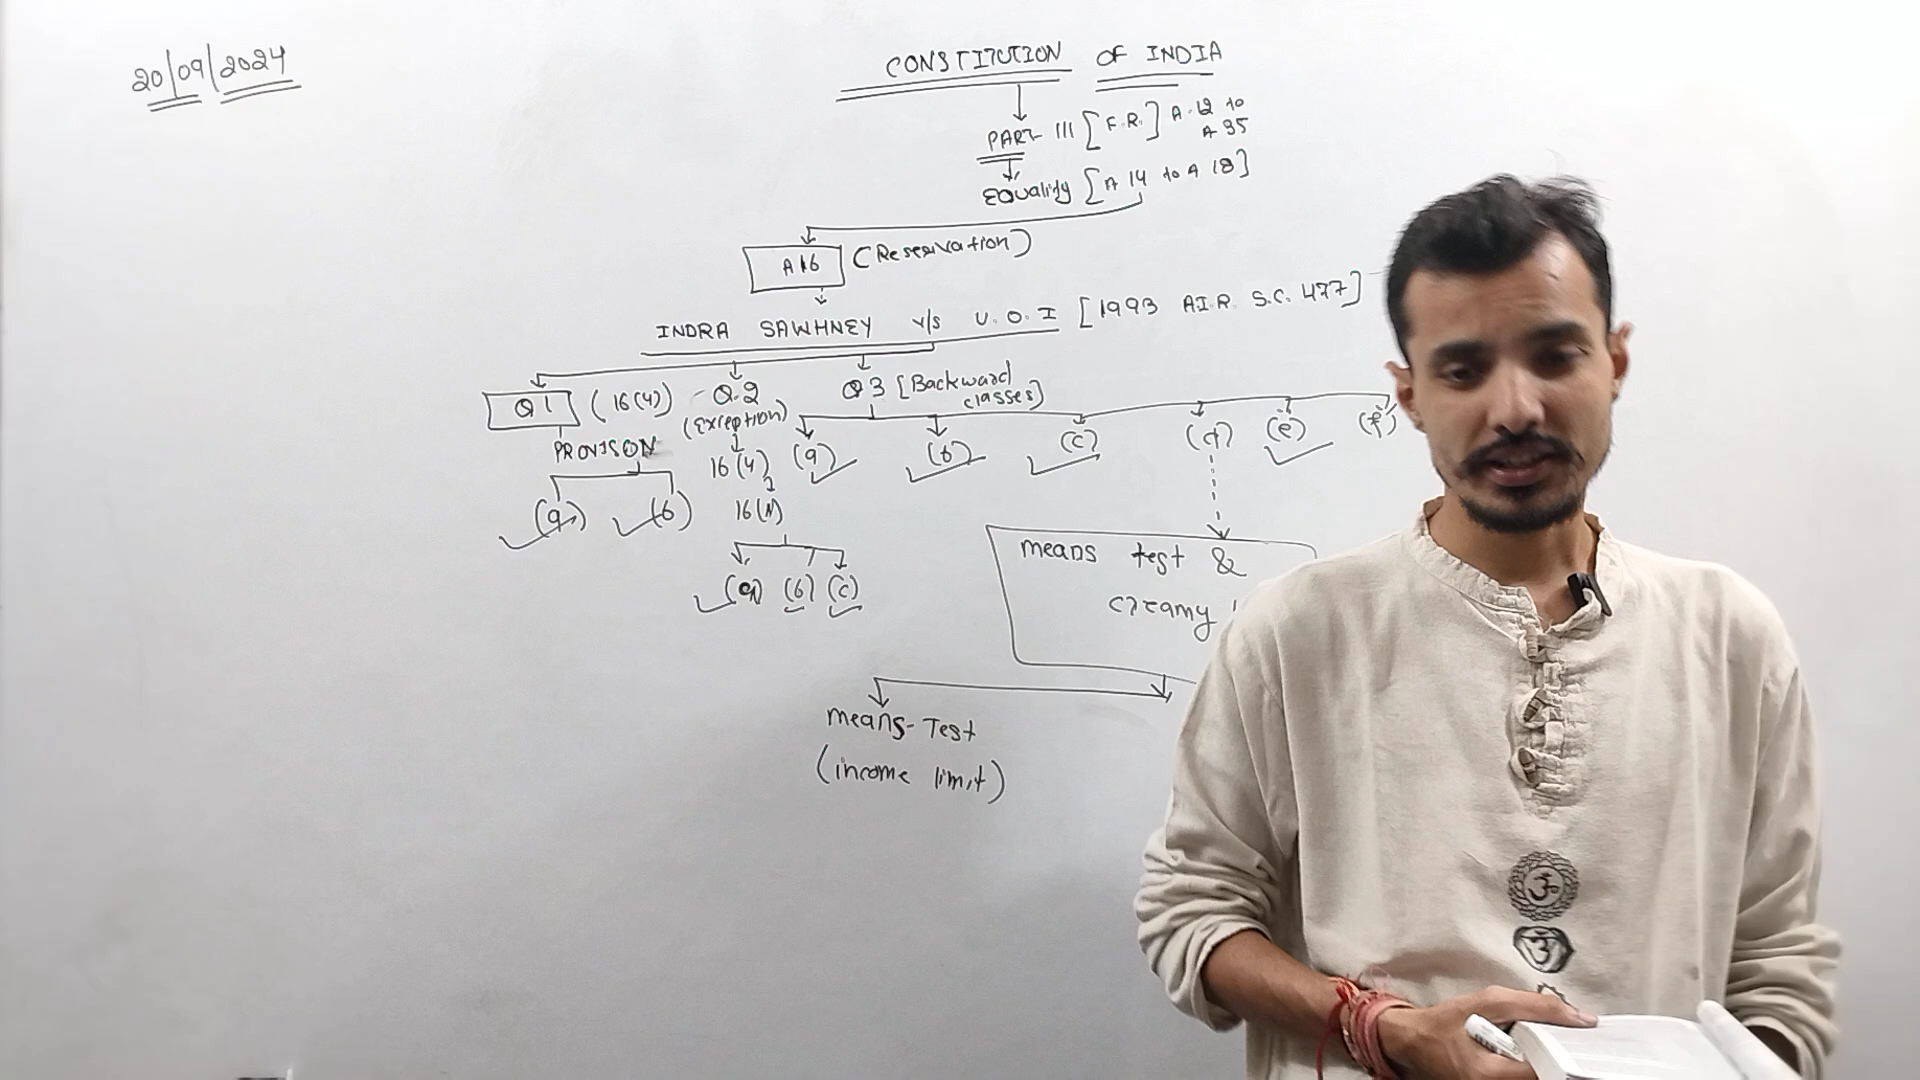 20/09/2024
CONSTITUTION OF INDIA
PART III [F.R.] A.12 to
A 35
Equality [A 14 to A 18]
A 16 (Reservation)
INDRA SAWHNEY v/s U.O.I [1993 A.I.R. S.C. 477]
Q 1 (16(4)) - Q.2 Q 3 [Backward
classes]
(Exception)
PROVISON
16(4) (a) (b) (c) (d) (e) (f)
16(1)
(a) (b)
(a) (b) (c)
means test &
creamy
means-Test
(income limit)
ॐ